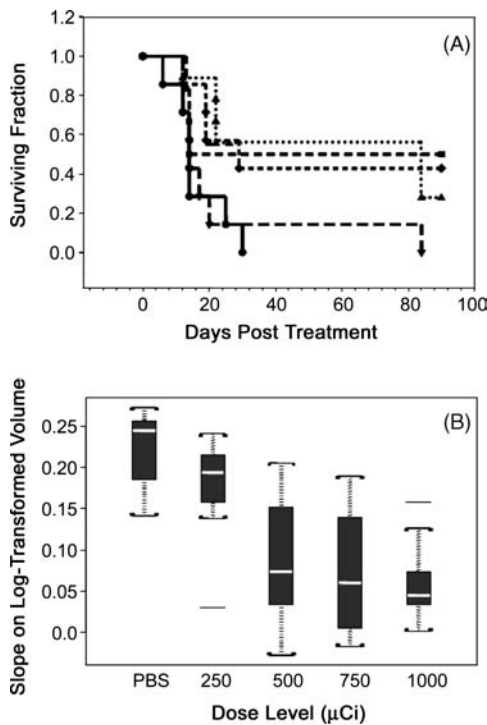 (A)
Surviving Fraction
1.2
1.0
0.8
0.6
0.4
0.2
0.0
0 20 40 60 80 100
Days Post Treatment
(B)
Slope on Log-Transformed Volume
0.25
0.20
0.15
0.10
0.05
0.0
PBS 250 500 750 1000
Dose Level (μCi)